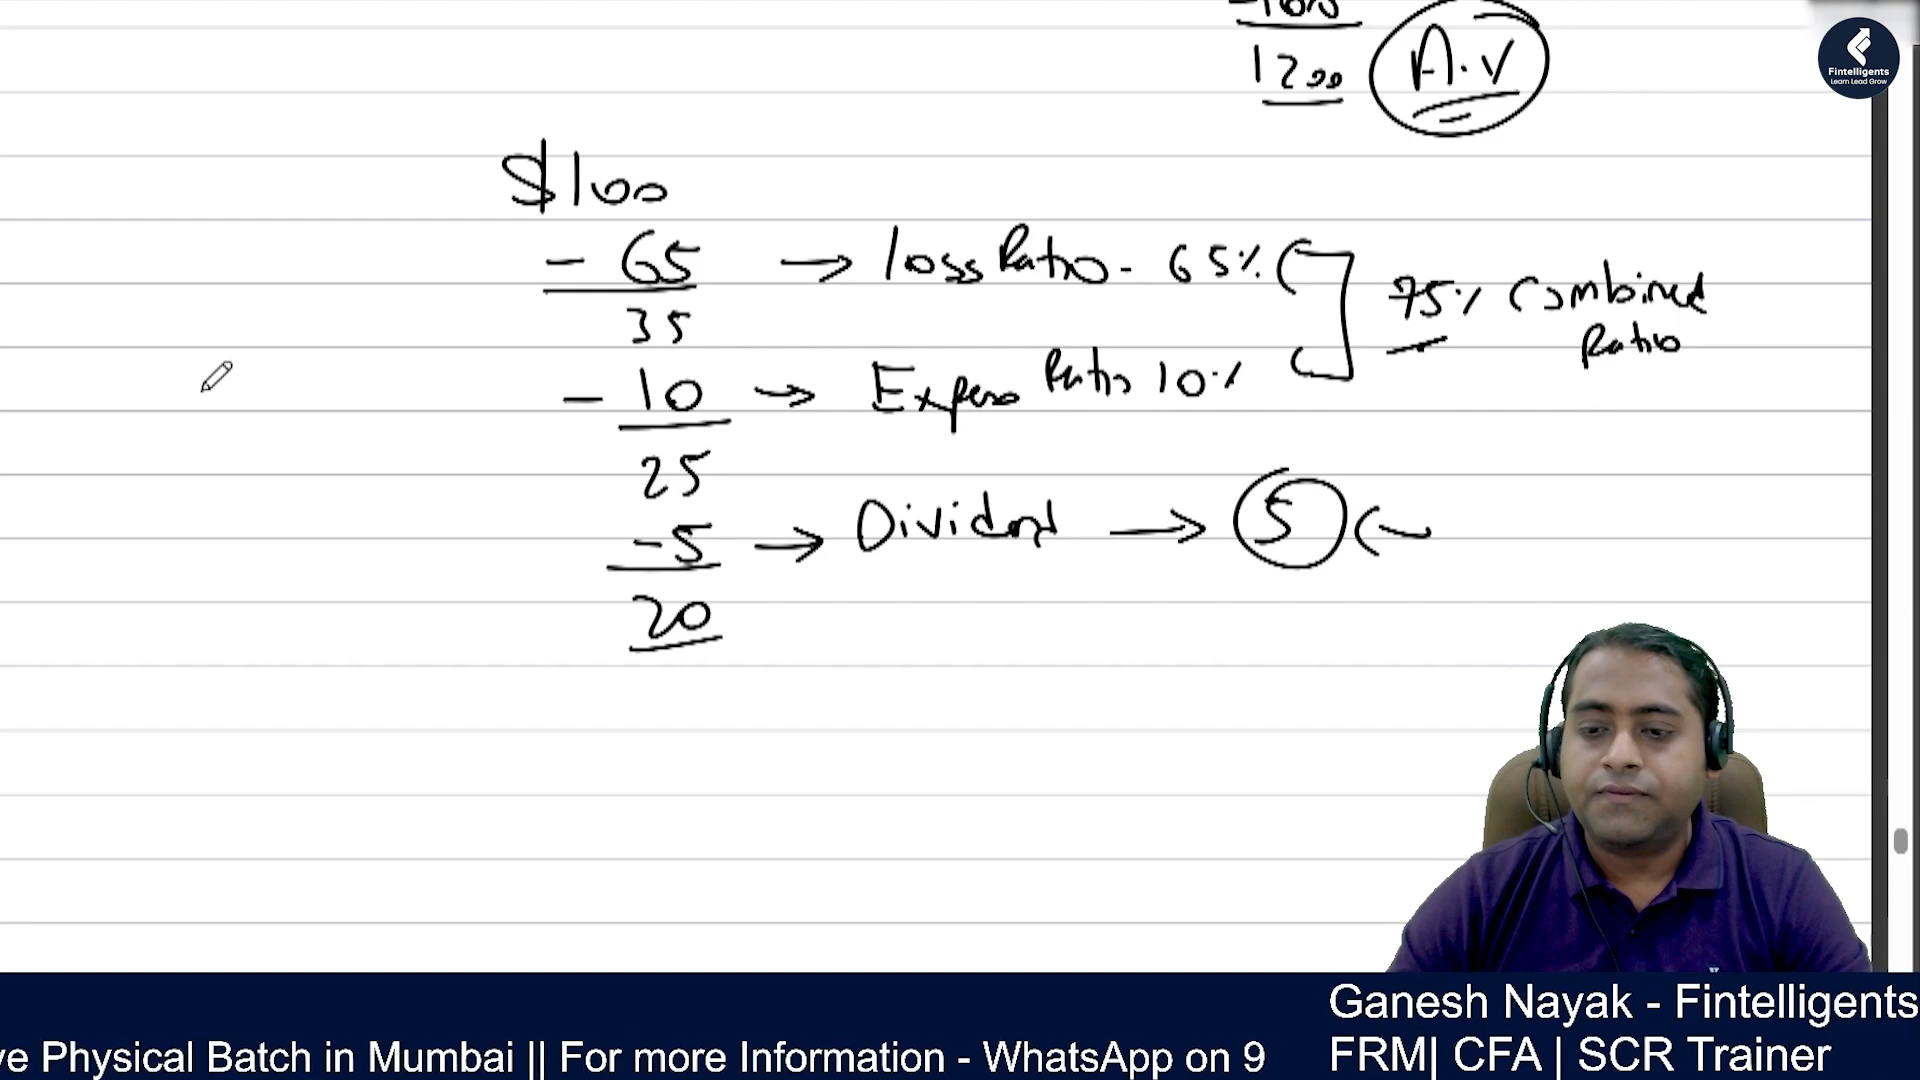 1200 A.V
Fintelligents
Learn Lead Grow
$100
- 65 → loss Ratio - 65%
35
75% Combined Ratio
- 10 → Expense Ratio 10%
25
-5 → Dividend → 5
20
Ganesh Nayak - Fintelligents
FRM| CFA | SCR Trainer
ve Physical Batch in Mumbai || For more Information - WhatsApp on 9